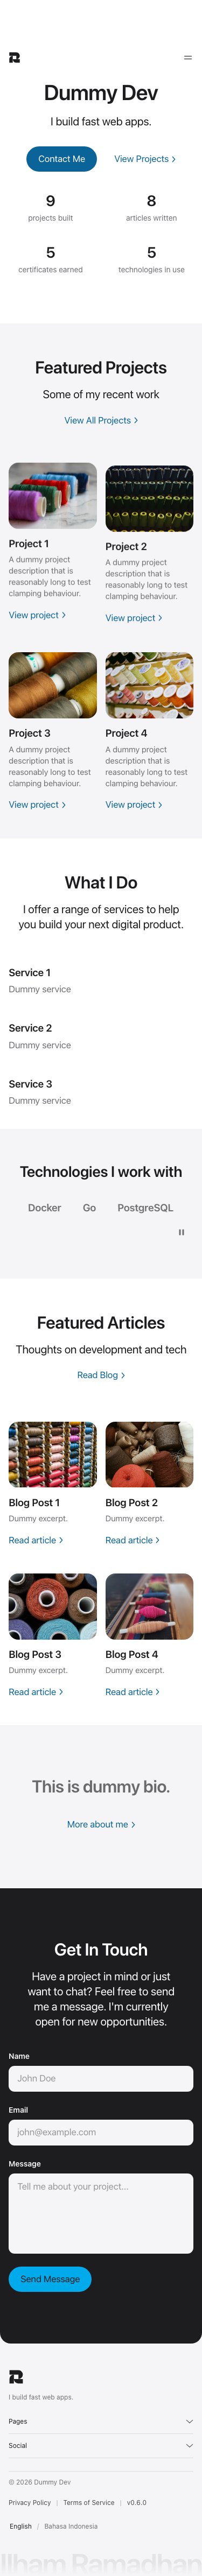 Dummy Dev
I build fast web apps.
Contact Me
View Projects
9
projects built
8
articles written
5
certificates earned
5
technologies in use
Featured Projects
Some of my recent work
View All Projects
Project 1
A dummy project
description that is
reasonably long to test
clamping behaviour.
View project
Project 2
A dummy project
description that is
reasonably long to test
clamping behaviour.
View project
Project 3
A dummy project
description that is
reasonably long to test
clamping behaviour.
View project
Project 4
A dummy project
description that is
reasonably long to test
clamping behaviour.
View project
What I Do
I offer a range of services to help
you build your next digital product.
Service 1
Dummy service
Service 2
Dummy service
Service 3
Dummy service
Technologies I work with
Docker Go PostgreSQL
Featured Articles
Thoughts on development and tech
Read Blog
Blog Post 1
Dummy excerpt.
Read article
Blog Post 2
Dummy excerpt.
Read article
Blog Post 3
Dummy excerpt.
Read article
Blog Post 4
Dummy excerpt.
Read article
This is dummy bio.
More about me
Get In Touch
Have a project in mind or just
want to chat? Feel free to send
me a message. I'm currently
open for new opportunities.
Name
John Doe
Email
john@example.com
Message
Tell me about your project...
Send Message
I build fast web apps.
Pages
Social
© 2026 Dummy Dev
Privacy Policy | Terms of Service | v0.6.0
English | Bahasa Indonesia
Ilham Ramadhan